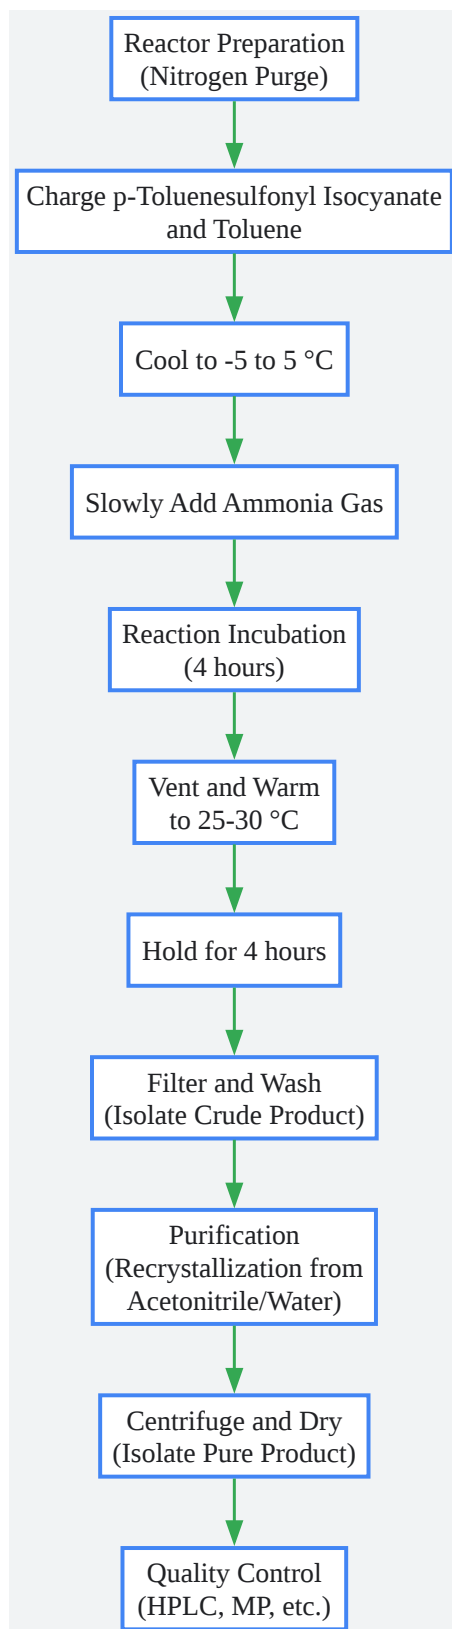 Reactor Preparation
(Nitrogen Purge)
Charge p-Toluenesulfonyl Isocyanate
and Toluene
Cool to -5 to 5 °C
Slowly Add Ammonia Gas
Reaction Incubation
(4 hours)
Vent and Warm
to 25-30 °C
Hold for 4 hours
Filter and Wash
(Isolate Crude Product)
Purification
(Recrystallization from
Acetonitrile/Water)
Centrifuge and Dry
(Isolate Pure Product)
Quality Control
(HPLC, MP, etc.)